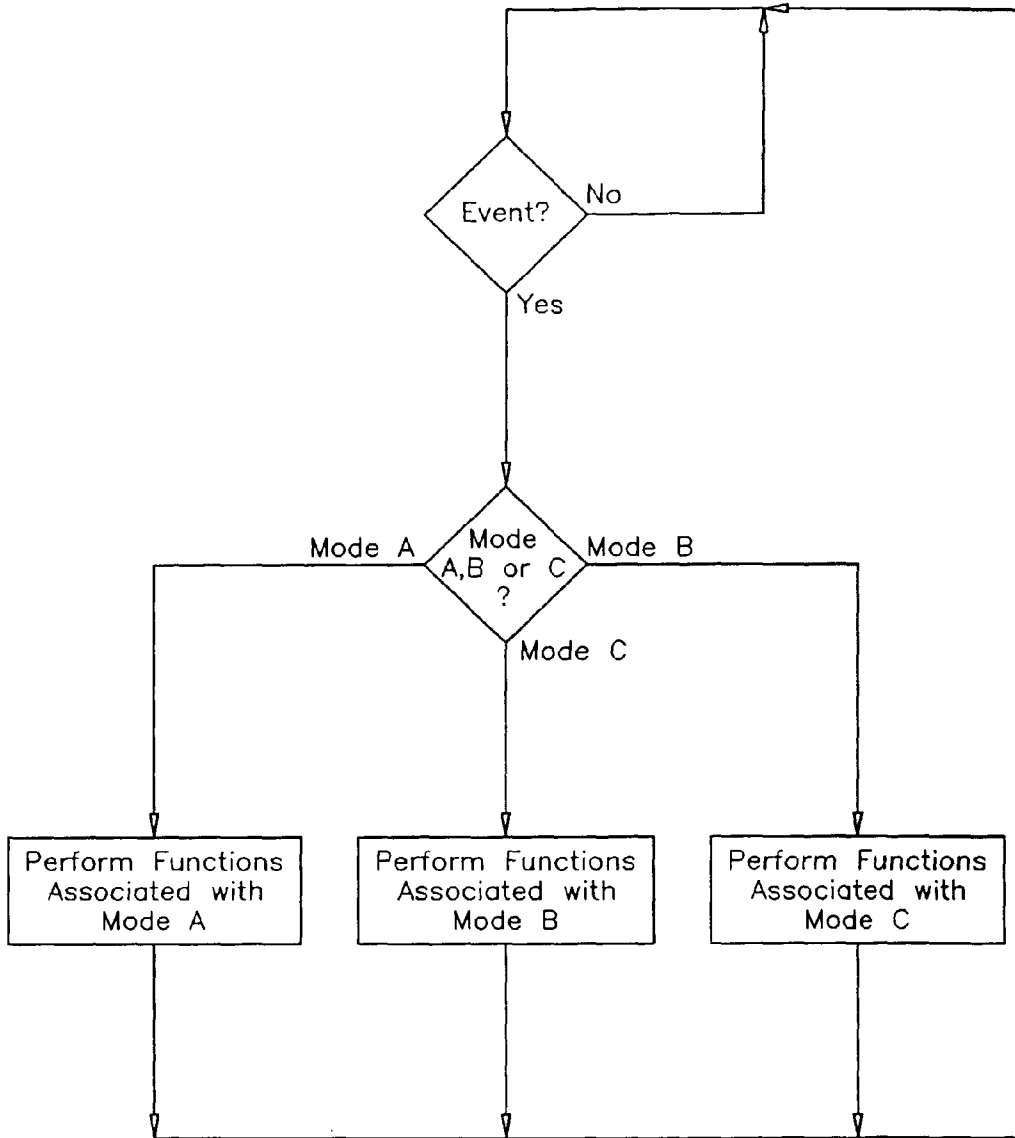 No
Event?
Yes
Mode A
Mode
A,B or C
?
Mode B
Mode C
Perform Functions
Associated with
Mode A
Perform Functions
Associated with
Mode B
Perform Functions
Associated with
Mode C